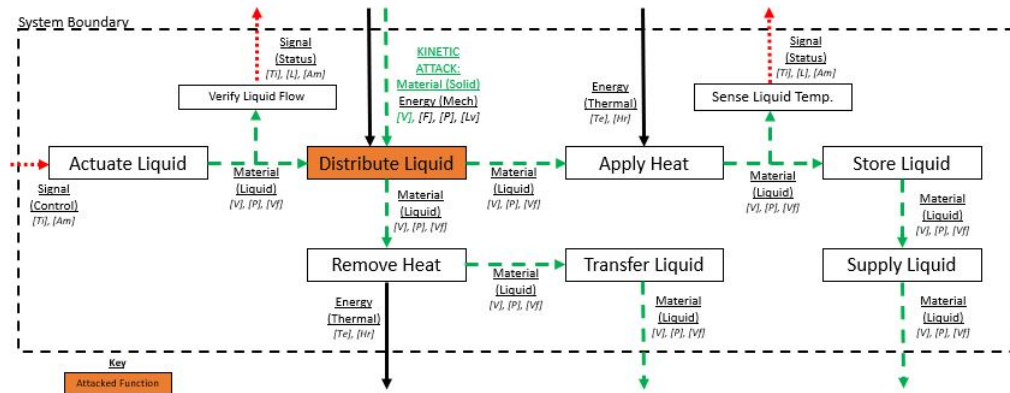 System Boundary
Signal
(Status)
[Ti], [L], [Am]
Verify Liquid Flow
KINETIC
ATTACK:
Material (Solid)
Energy (Mech)
[V], [F], [P], [Lv]
Energy
(Thermal)
[Te], [Hr]
Signal
(Status)
[Ti], [L], [Am]
Sense Liquid Temp.
Actuate Liquid
Distribute Liquid
Apply Heat
Store Liquid
Signal
(Control)
[Ti], [Am]
Material
(Liquid)
[V], [P], [Vf]
Material
(Liquid)
[V], [P], [Vf]
Material
(Liquid)
[V], [P], [Vf]
Material
(Liquid)
[V], [P], [Vf]
Material
(Liquid)
[V], [P], [Vf]
Remove Heat
Transfer Liquid
Supply Liquid
Energy
(Thermal)
[Te], [Hr]
Material
(Liquid)
[V], [P], [Vf]
Material
(Liquid)
[V], [P], [Vf]
Material
(Liquid)
[V], [P], [Vf]
Key
Attacked Function